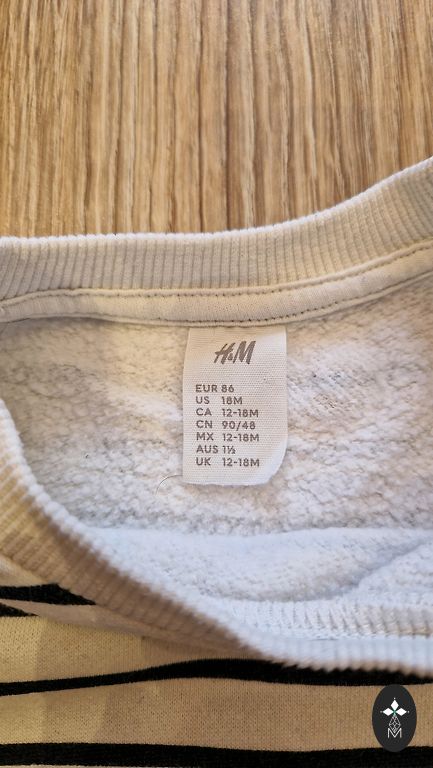 H&M
EUR 86
US 18M
CA 12-18M
CN 90/48
MX 12-18M
AUS 1½
UK 12-18M
M